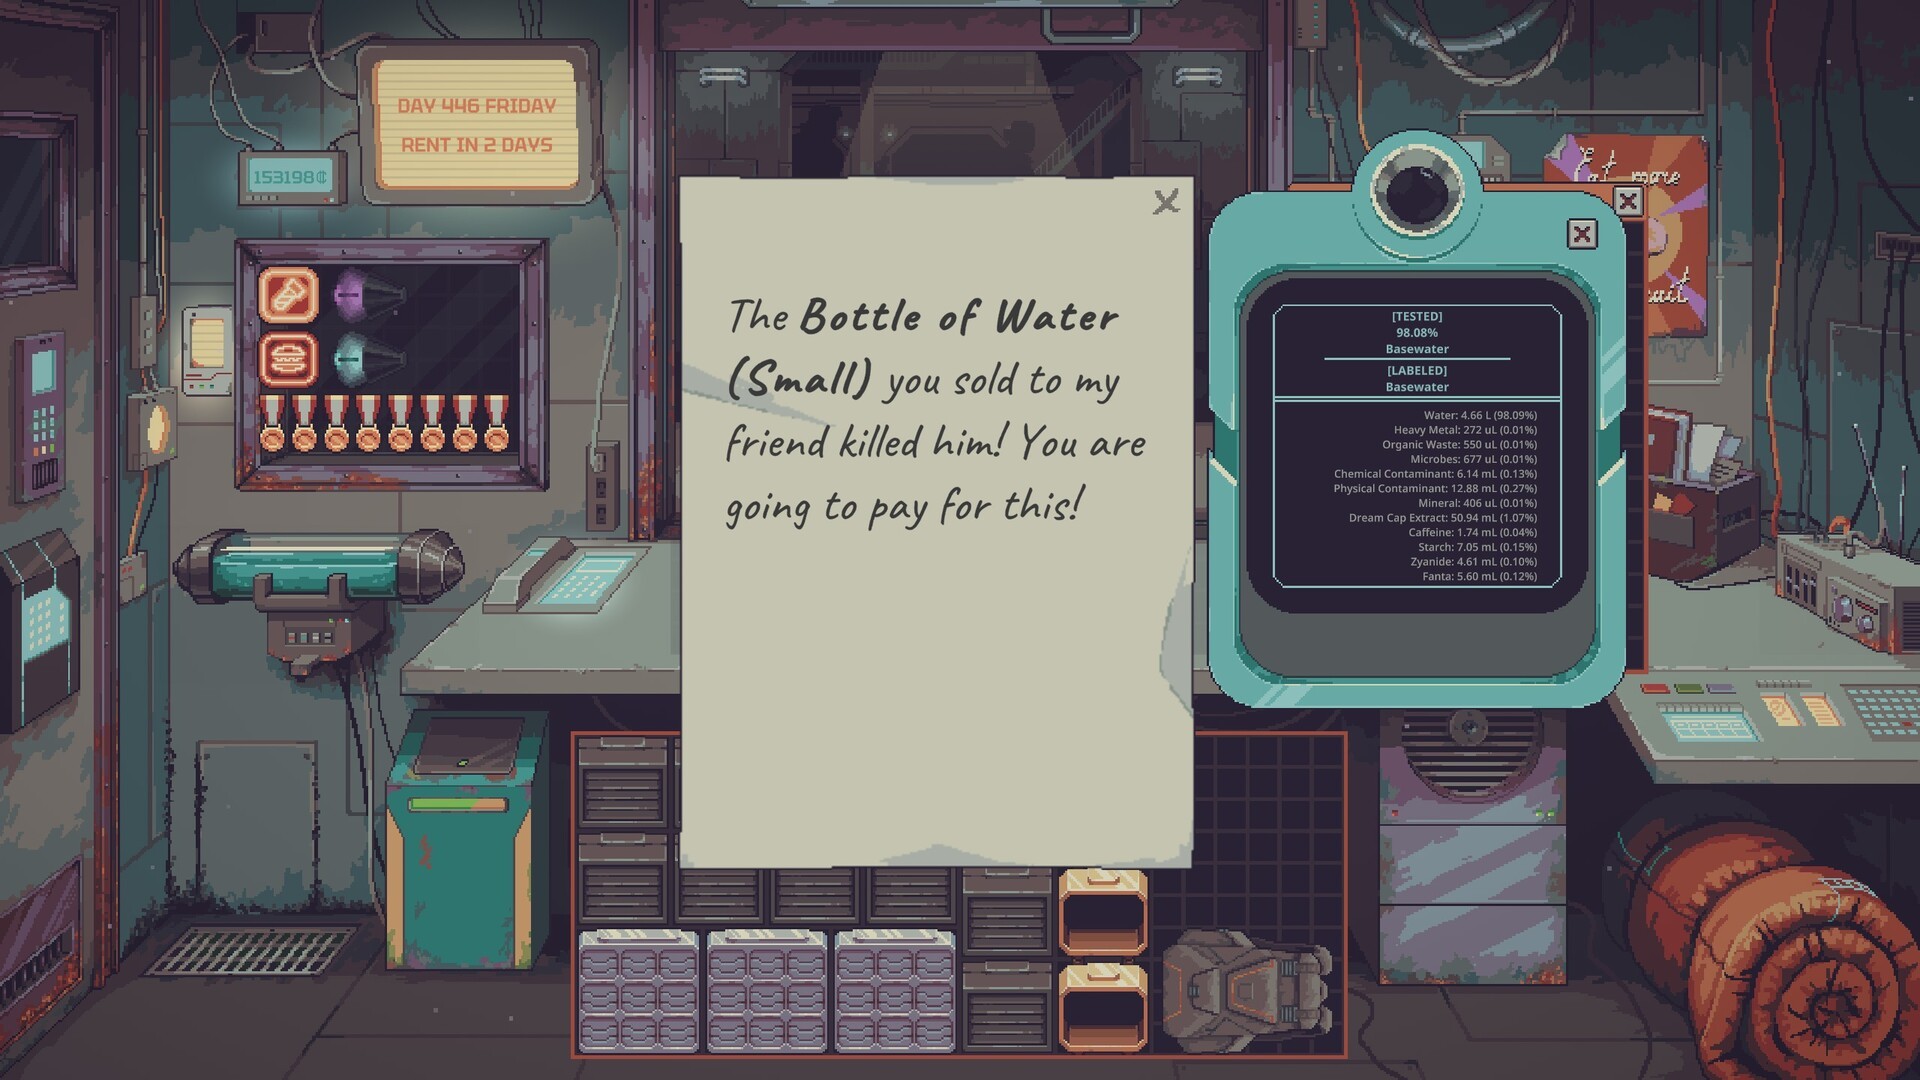 DAY 446 FRIDAY
RENT IN 2 DAYS
153198₵
The Bottle of Water
(Small) you sold to my
friend killed him! You are
going to pay for this!
[TESTED]
98.08%
Basewater
[LABELED]
Basewater
Water: 4.66 L (98.09%)
Heavy Metal: 272 uL (0.01%)
Organic Waste: 550 uL (0.01%)
Microbes: 677 uL (0.01%)
Chemical Contaminant: 6.14 mL (0.13%)
Physical Contaminant: 12.88 mL (0.27%)
Mineral: 406 uL (0.01%)
Dream Cap Extract: 50.94 mL (1.07%)
Caffeine: 1.74 mL (0.04%)
Starch: 7.05 mL (0.15%)
Zyanide: 4.61 mL (0.10%)
Fanta: 5.60 mL (0.12%)
more